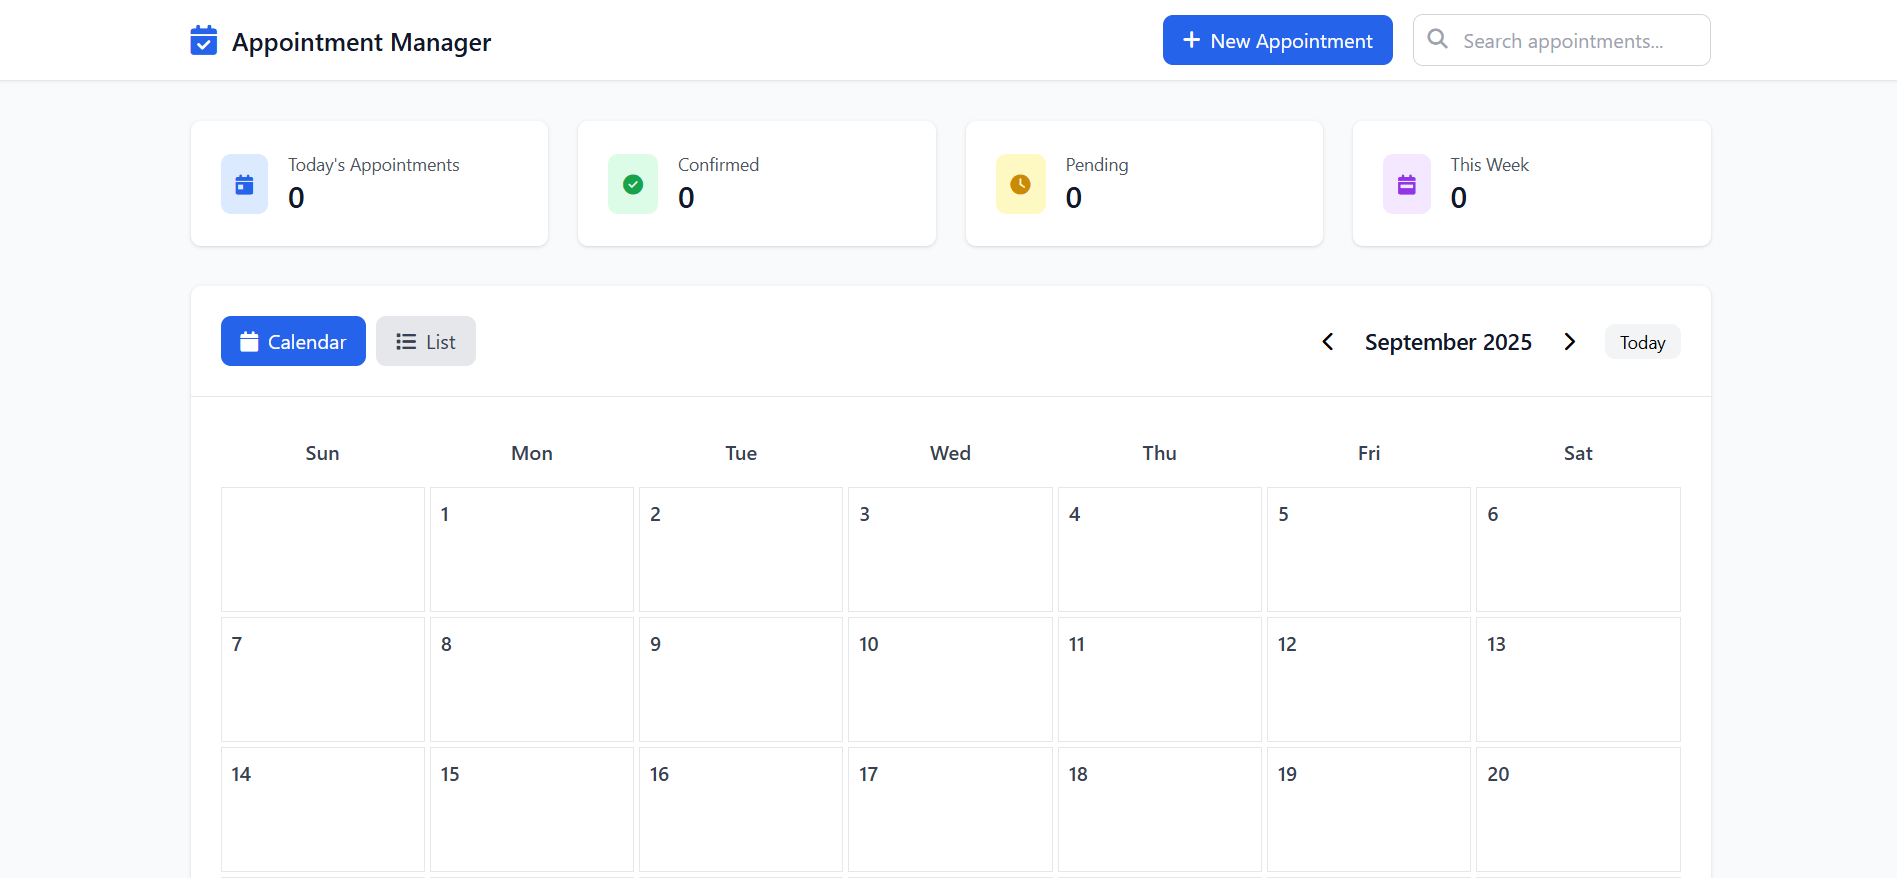 Appointment Manager
New Appointment
Search appointments...
Today's Appointments
0
Confirmed
0
Pending
0
This Week
0
Calendar
List
September 2025
Today
Sun Mon Tue Wed Thu Fri Sat
1 2 3 4 5 6
7 8 9 10 11 12 13
14 15 16 17 18 19 20